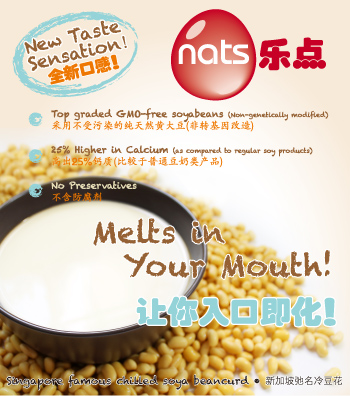 New Taste
Sensation!
全新口感!
nats 乐点
Top graded GMO-free soyabeans (Non-genetically modified)
采用不受污染的纯天然黄大豆(非转基因改造)
25% Higher in Calcium (as compared to regular soy products)
高出25%钙质(比较于普通豆奶类产品)
No Preservatives
不含防腐剂
Melts in
Your Mouth!
让你入口即化!
Singapore famous chilled soya beancurd • 新加坡驰名冷豆花